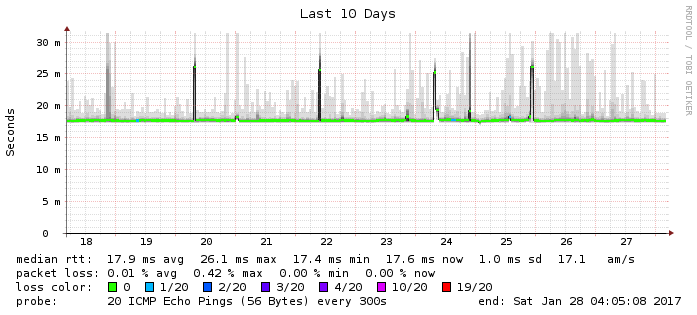 Last 10 Days
RRDTOOL / TOBI OETIKER
Seconds
30 m
25 m
20 m
15 m
10 m
5 m
0
18 19 20 21 22 23 24 25 26 27
median rtt: 17.9 ms avg 26.1 ms max 17.4 ms min 17.6 ms now 1.0 ms sd 17.1 am/s
packet loss: 0.01 % avg 0.42 % max 0.00 % min 0.00 % now
loss color: 0 1/20 2/20 3/20 4/20 10/20 19/20
probe: 20 ICMP Echo Pings (56 Bytes) every 300s end: Sat Jan 28 04:05:08 2017